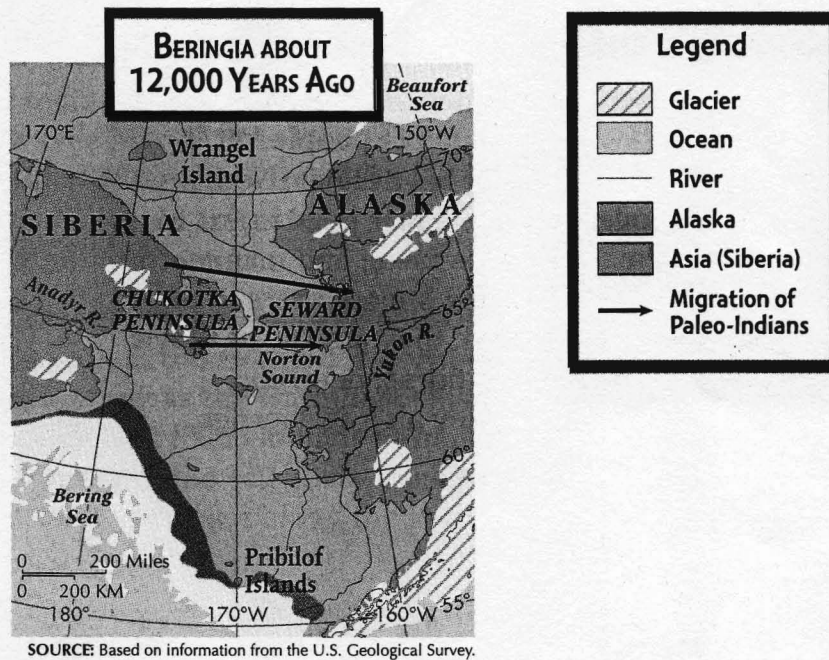 BERINGIA ABOUT
12,000 YEARS AGO
Beaufort
Sea
170°E
150°W
70°
Wrangel
Island
ALASKA
SIBERIA
Anadyr R.
CHUKOTKA
PENINSULA
SEWARD
PENINSULA
65°
Norton
Sound
Yukon R.
60°
Bering
Sea
0 200 Miles
0 200 KM
Pribilof
Islands
180°
170°W
160°W
55°
SOURCE: Based on information from the U.S. Geological Survey.
Legend
Glacier
Ocean
River
Alaska
Asia (Siberia)
Migration of
Paleo-Indians